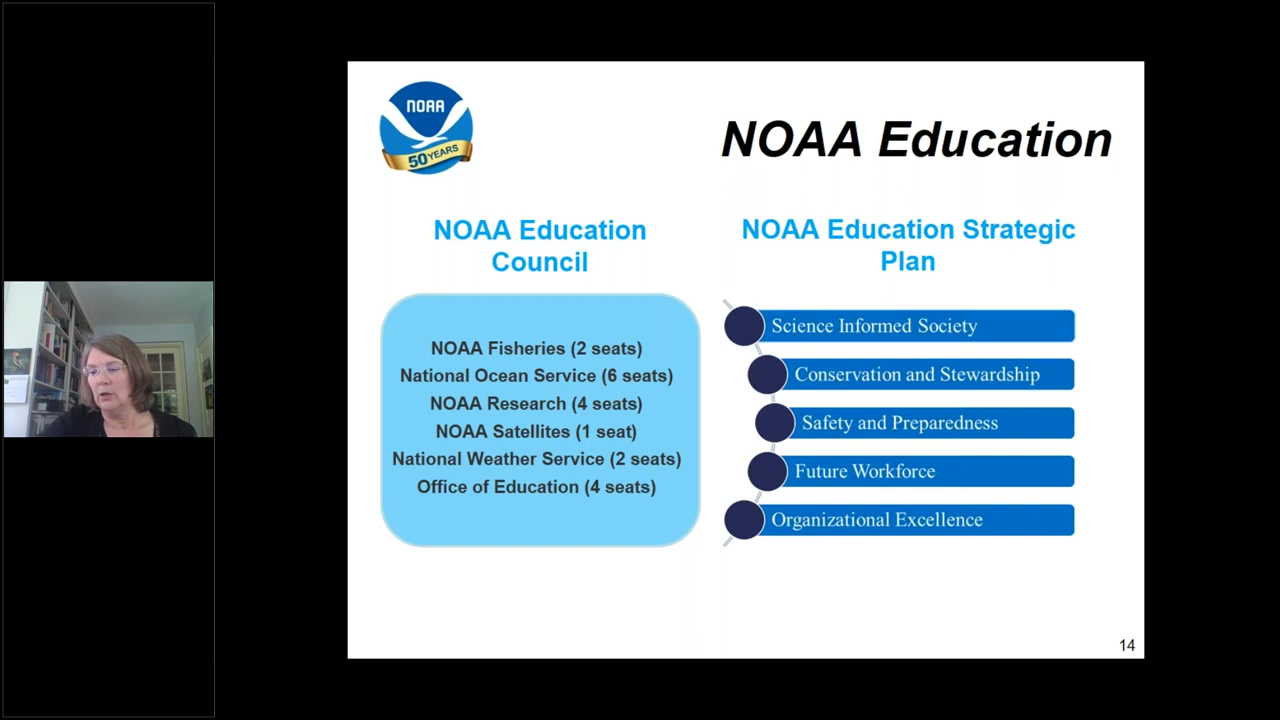 NOAA
50 YEARS
NOAA Education
NOAA Education
Council
NOAA Fisheries (2 seats)
National Ocean Service (6 seats)
NOAA Research (4 seats)
NOAA Satellites (1 seat)
National Weather Service (2 seats)
Office of Education (4 seats)
NOAA Education Strategic
Plan
Science Informed Society
Conservation and Stewardship
Safety and Preparedness
Future Workforce
Organizational Excellence
14